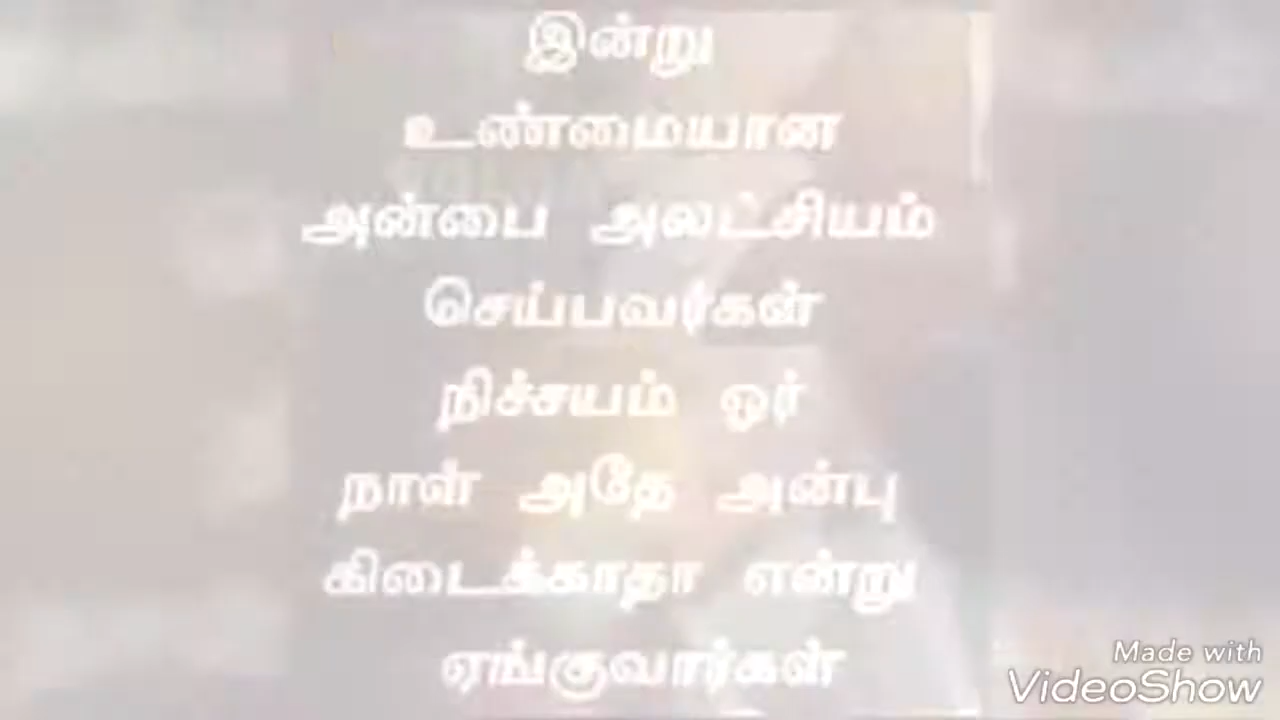 இன்று
உண்மையான
அன்பை அலட்சியம்
செய்பவர்கள்
நிச்சயம் ஓர்
நாள் அதே அன்பு
கிடைக்காதா என்று
ஏங்குவார்கள்
Made with
VideoShow